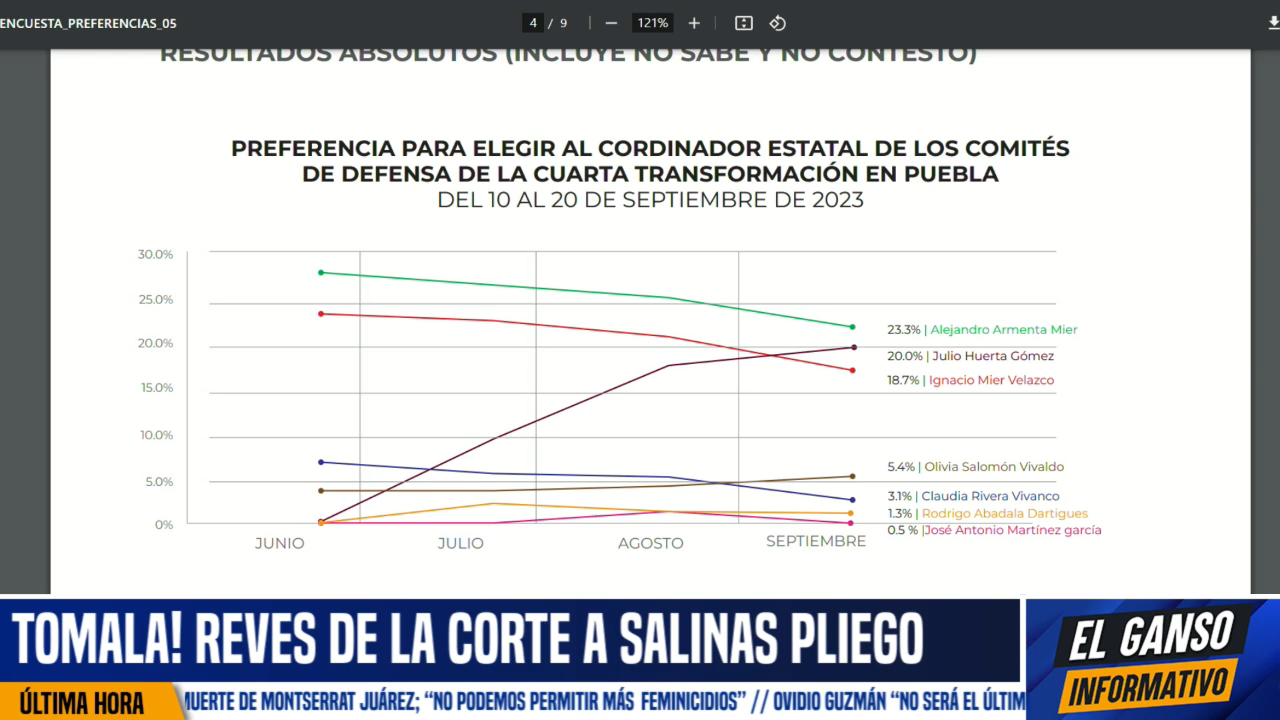 ENCUESTA_PREFERENCIAS_05
4 / 9
121%
RESULTADOS ABSOLUTOS (INCLUYE NO SABE Y NO CONTESTO)
PREFERENCIA PARA ELEGIR AL CORDINADOR ESTATAL DE LOS COMITÉS
DE DEFENSA DE LA CUARTA TRANSFORMACIÓN EN PUEBLA
DEL 10 AL 20 DE SEPTIEMBRE DE 2023
30.0%
25.0%
20.0%
15.0%
10.0%
5.0%
0%
23.3% | Alejandro Armenta Mier
20.0% | Julio Huerta Gómez
18.7% | Ignacio Mier Velazco
5.4% | Olivia Salomón Vivaldo
3.1% | Claudia Rivera Vivanco
1.3% | Rodrigo Abadala Dartigues
0.5 % |José Antonio Martínez garcía
JUNIO
JULIO
AGOSTO
SEPTIEMBRE
TOMALA! REVES DE LA CORTE A SALINAS PLIEGO
EL GANSO
INFORMATIVO
ÚLTIMA HORA
MUERTE DE MONTSERRAT JUÁREZ; “NO PODEMOS PERMITIR MÁS FEMINICIDIOS” // OVIDIO GUZMÁN “NO SERÁ EL ÚLTIM